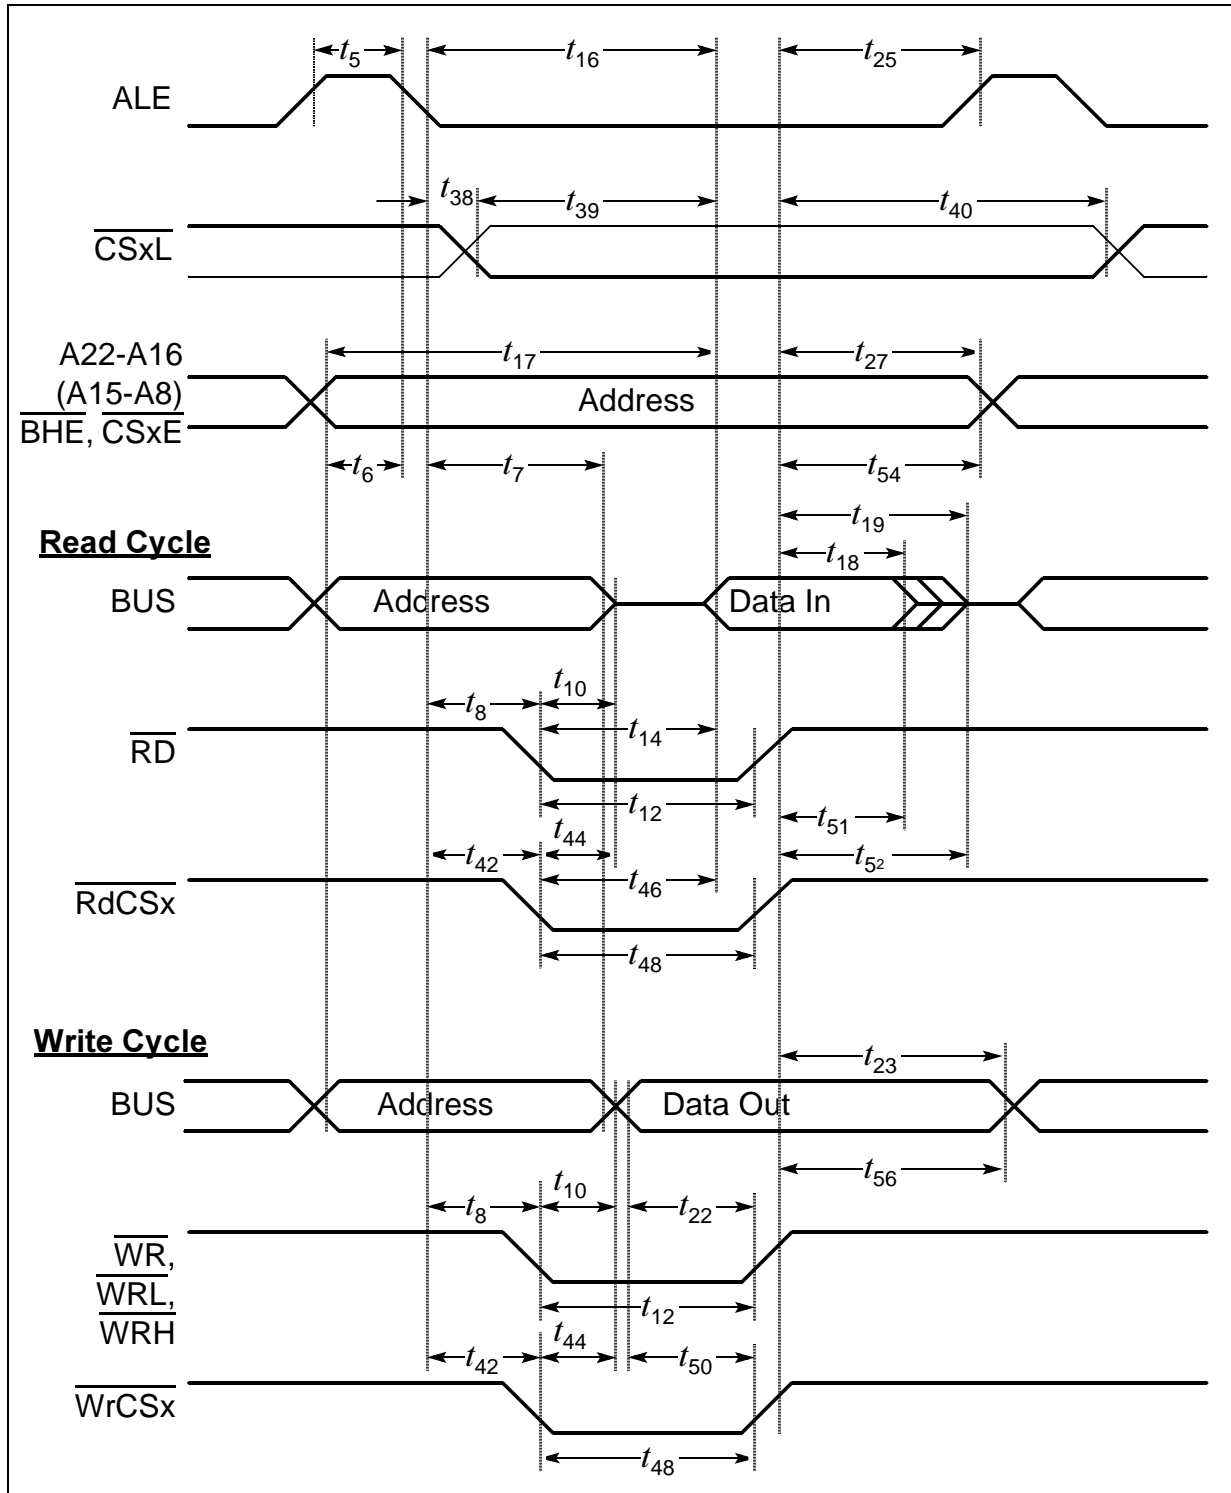 t5 t16 t25
ALE
t38 t39 t40
CSxL
A22-A16
(A15-A8)
BHE, CSxE
t17 t27
Address
t6 t7 t54
t19
Read Cycle
t18
BUS Address Data In
t10
t8
t14
RD
t12 t51
t44
t42 t52
t46
RdCSx
t48
Write Cycle
t23
BUS Address Data Out
t56
t10
t8 t22
WR,
WRL,
WRH
t12
t44
t42 t50
WrCSx
t48